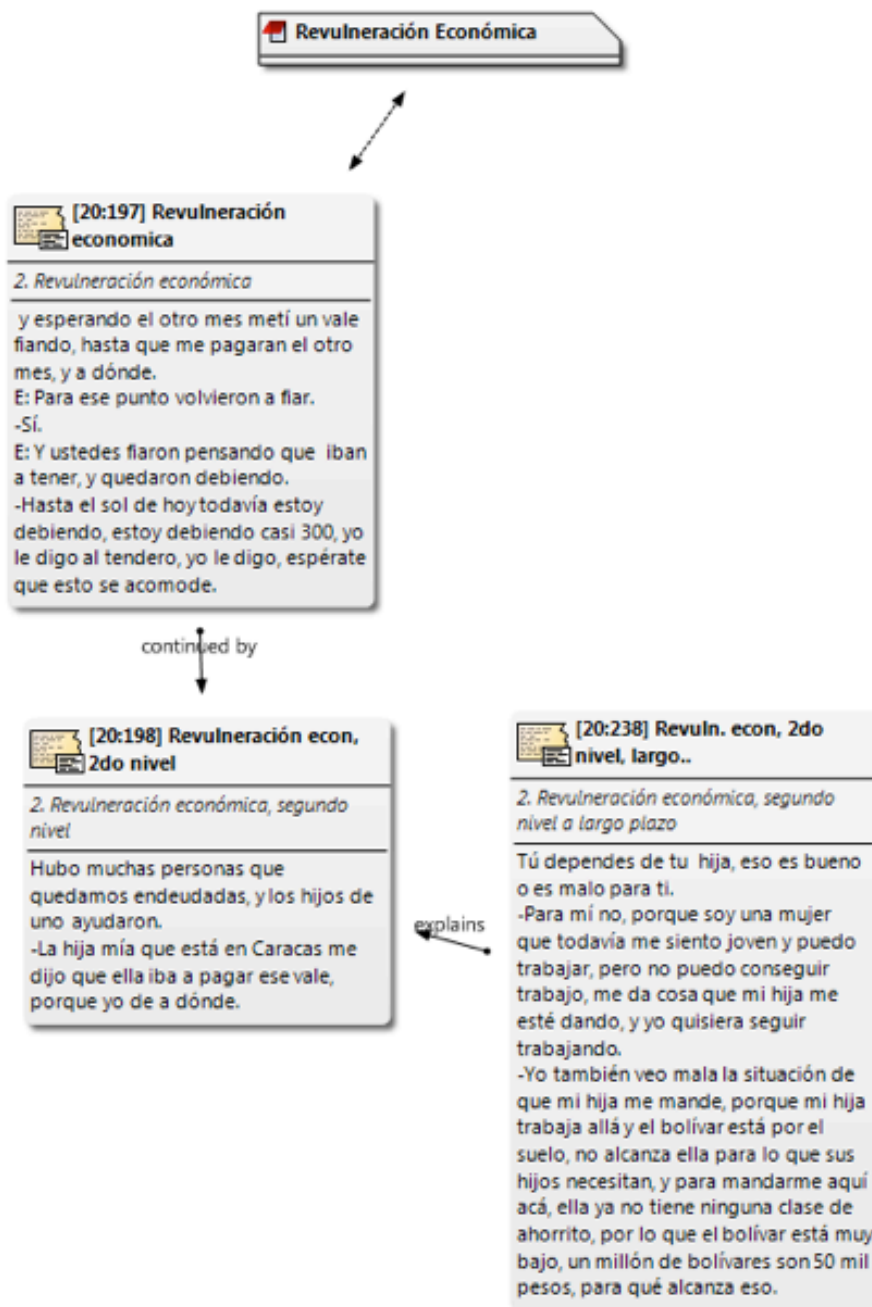 Revulneración Económica
[20:197] Revulneración
economica
2. Revulneración económica
y esperando el otro mes metí un vale
fiando, hasta que me pagaran el otro
mes, y a dónde.
E: Para ese punto volvieron a fiar.
-Sí.
E: Y ustedes fiaron pensando que iban
a tener, y quedaron debiendo.
-Hasta el sol de hoy todavía estoy
debiendo, estoy debiendo casi 300, yo
le digo al tendero, yo le digo, espérate
que esto se acomode.
continued by
[20:198] Revulneración econ,
2do nivel
2. Revulneración económica, segundo
nivel
Hubo muchas personas que
quedamos endeudadas, y los hijos de
uno ayudaron.
-La hija mía que está en Caracas me
dijo que ella iba a pagar ese vale,
porque yo de a dónde.
explains
[20:238] Revuln. econ, 2do
nivel, largo..
2. Revulneración económica, segundo
nivel a largo plazo
Tú dependes de tu hija, eso es bueno
o es malo para ti.
-Para mí no, porque soy una mujer
que todavía me siento joven y puedo
trabajar, pero no puedo conseguir
trabajo, me da cosa que mi hija me
esté dando, y yo quisiera seguir
trabajando.
-Yo también veo mala la situación de
que mi hija me mande, porque mi hija
trabaja allá y el bolívar está por el
suelo, no alcanza ella para lo que sus
hijos necesitan, y para mandarme aquí
acá, ella ya no tiene ninguna clase de
ahorrito, por lo que el bolívar está muy
bajo, un millón de bolívares son 50 mil
pesos, para qué alcanza eso.